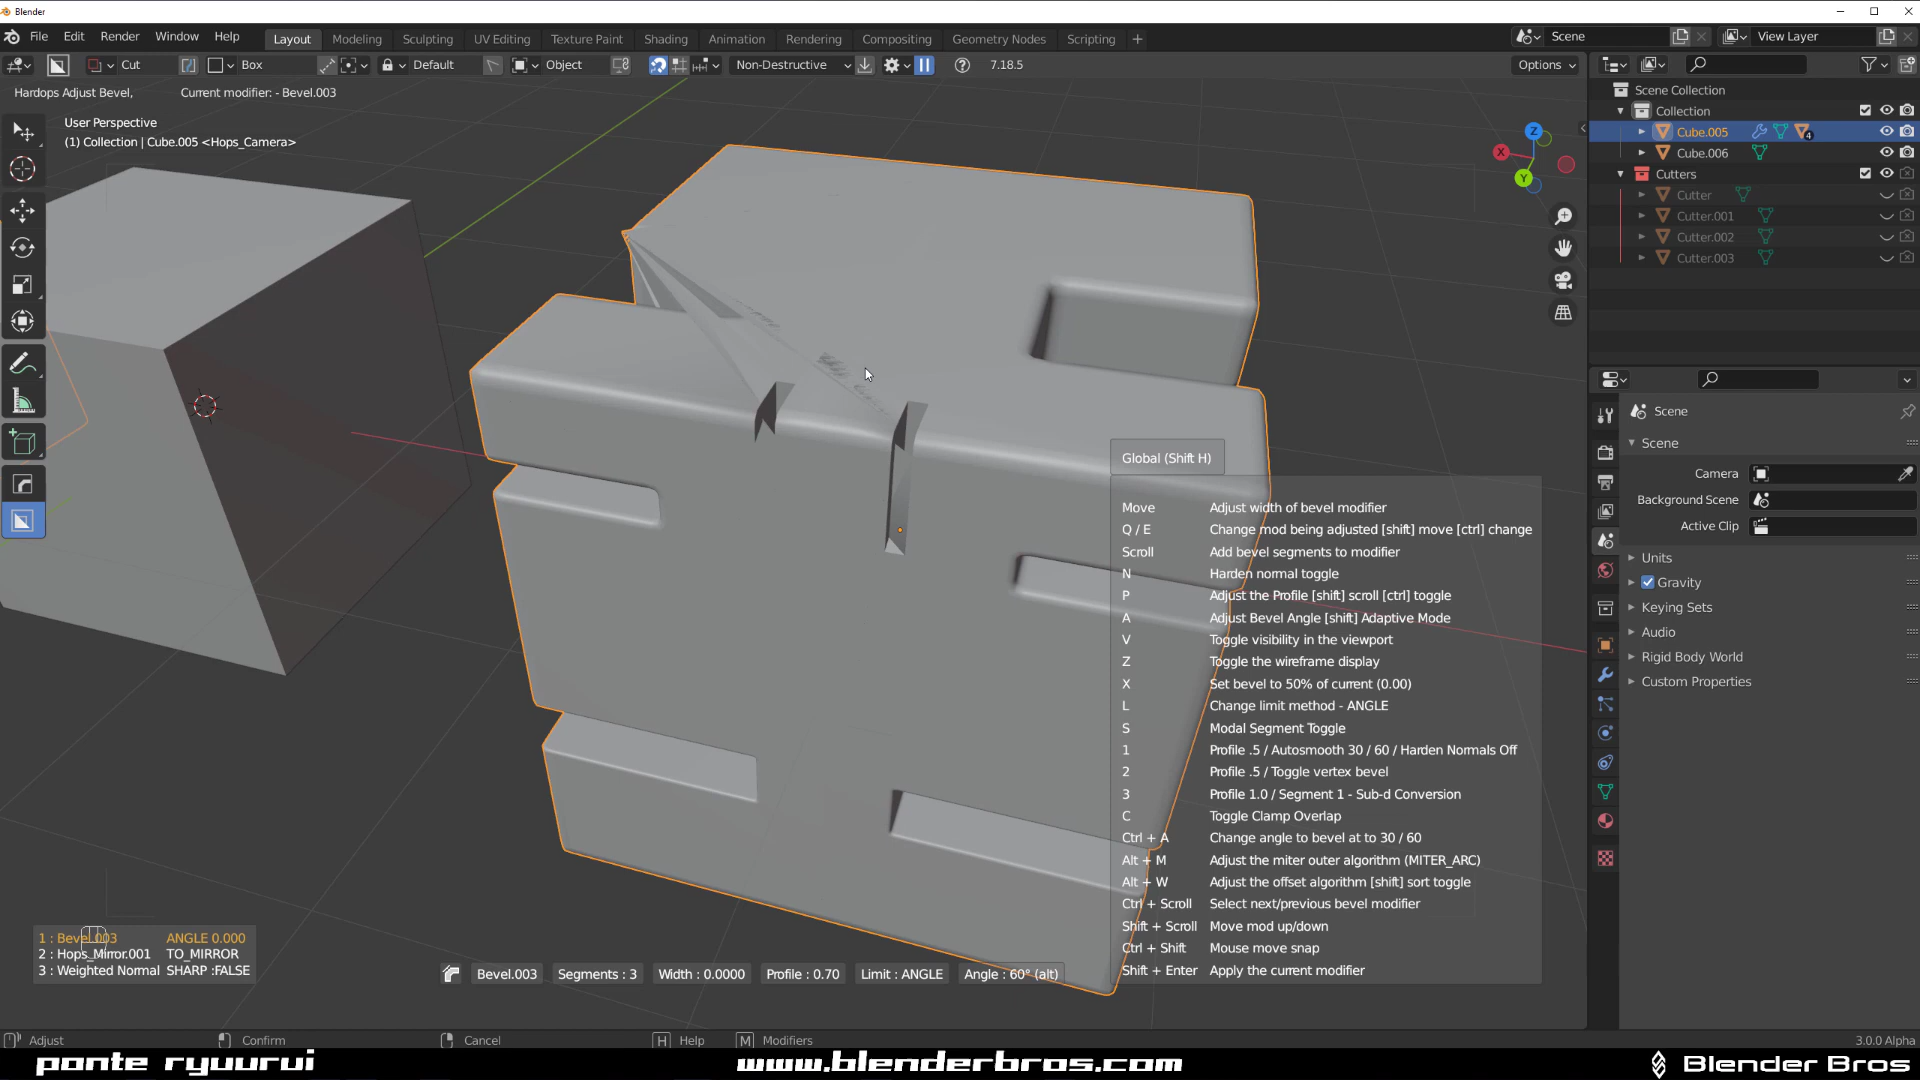 Blender
File Edit Render Window Help
Layout Modeling Sculpting UV Editing Texture Paint Shading Animation Rendering Compositing Geometry Nodes Scripting +
Scene View Layer
Cut Box Default Object Non-Destructive 7.18.5 Options
Hardops Adjust Bevel, Current modifier: - Bevel.003
User Perspective
(1) Collection | Cube.005 <Hops_Camera>
Z
X
Y
Scene Collection
Collection
Cube.005 4
Cube.006
Cutters
Cutter
Cutter.001
Cutter.002
Cutter.003
Scene
Scene
Camera
Background Scene
Active Clip
Units
Gravity
Keying Sets
Audio
Rigid Body World
Custom Properties
Global (Shift H)
Move Adjust width of bevel modifier
Q / E Change mod being adjusted [shift] move [ctrl] change
Scroll Add bevel segments to modifier
N Harden normal toggle
P Adjust the Profile [shift] scroll [ctrl] toggle
A Adjust Bevel Angle [shift] Adaptive Mode
V Toggle visibility in the viewport
Z Toggle the wireframe display
X Set bevel to 50% of current (0.00)
L Change limit method - ANGLE
S Modal Segment Toggle
1 Profile .5 / Autosmooth 30 / 60 / Harden Normals Off
2 Profile .5 / Toggle vertex bevel
3 Profile 1.0 / Segment 1 - Sub-d Conversion
C Toggle Clamp Overlap
Ctrl + A Change angle to bevel at to 30 / 60
Alt + M Adjust the miter outer algorithm (MITER_ARC)
Alt + W Adjust the offset algorithm [shift] sort toggle
Ctrl + Scroll Select next/previous bevel modifier
Shift + Scroll Move mod up/down
Ctrl + Shift Mouse move snap
Shift + Enter Apply the current modifier
1 : Bevel.003 ANGLE 0.000
2 : Hops_Mirror.001 TO_MIRROR
3 : Weighted Normal SHARP :FALSE
Bevel.003 Segments : 3 Width : 0.0000 Profile : 0.70 Limit : ANGLE Angle : 60° (alt)
Adjust Confirm Cancel H Help M Modifiers 3.0.0 Alpha
ponte ryuurui www.blenderbros.com Blender Bros